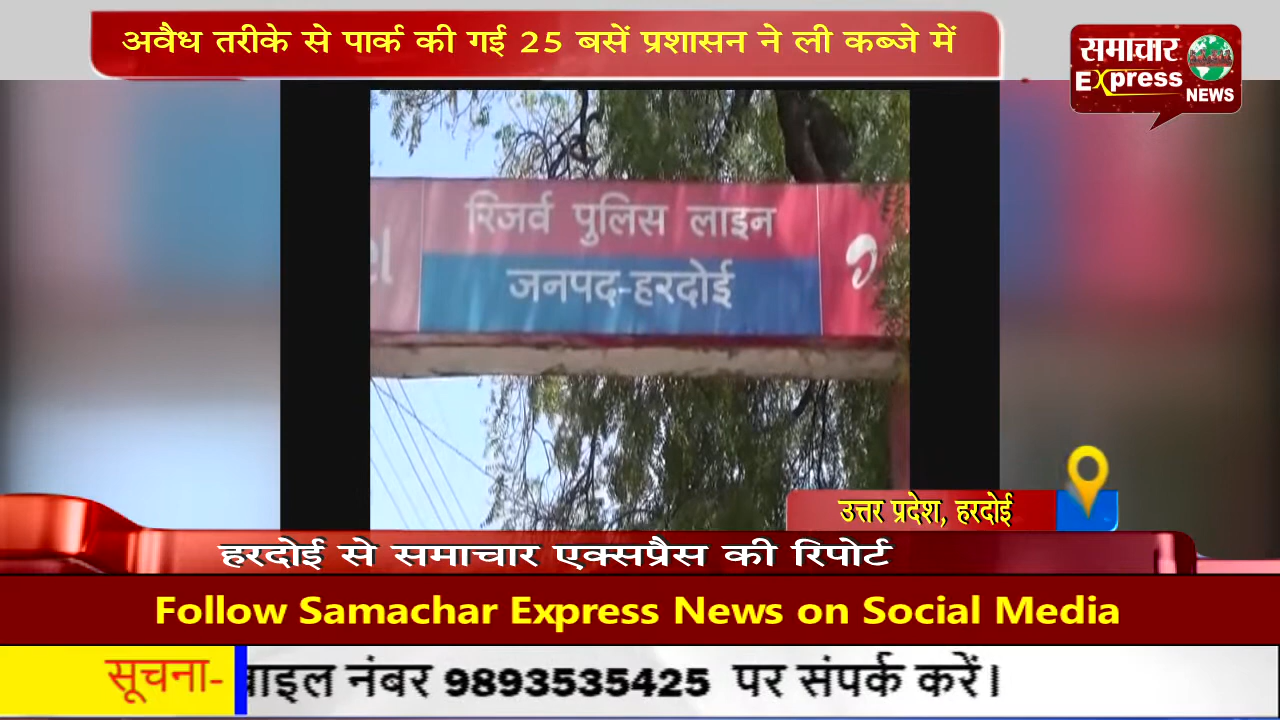 अवैध तरीके से पार्क की गई 25 बसें प्रशासन ने ली कब्जे में
समाचार
Express
NEWS
रिजर्व पुलिस लाइन
जनपद-हरदोई
उत्तर प्रदेश, हरदोई
हरदोई से समाचार एक्सप्रैस की रिपोर्ट
Follow Samachar Express News on Social Media
सूचना- नंबर 9893535425 पर संपर्क करें।